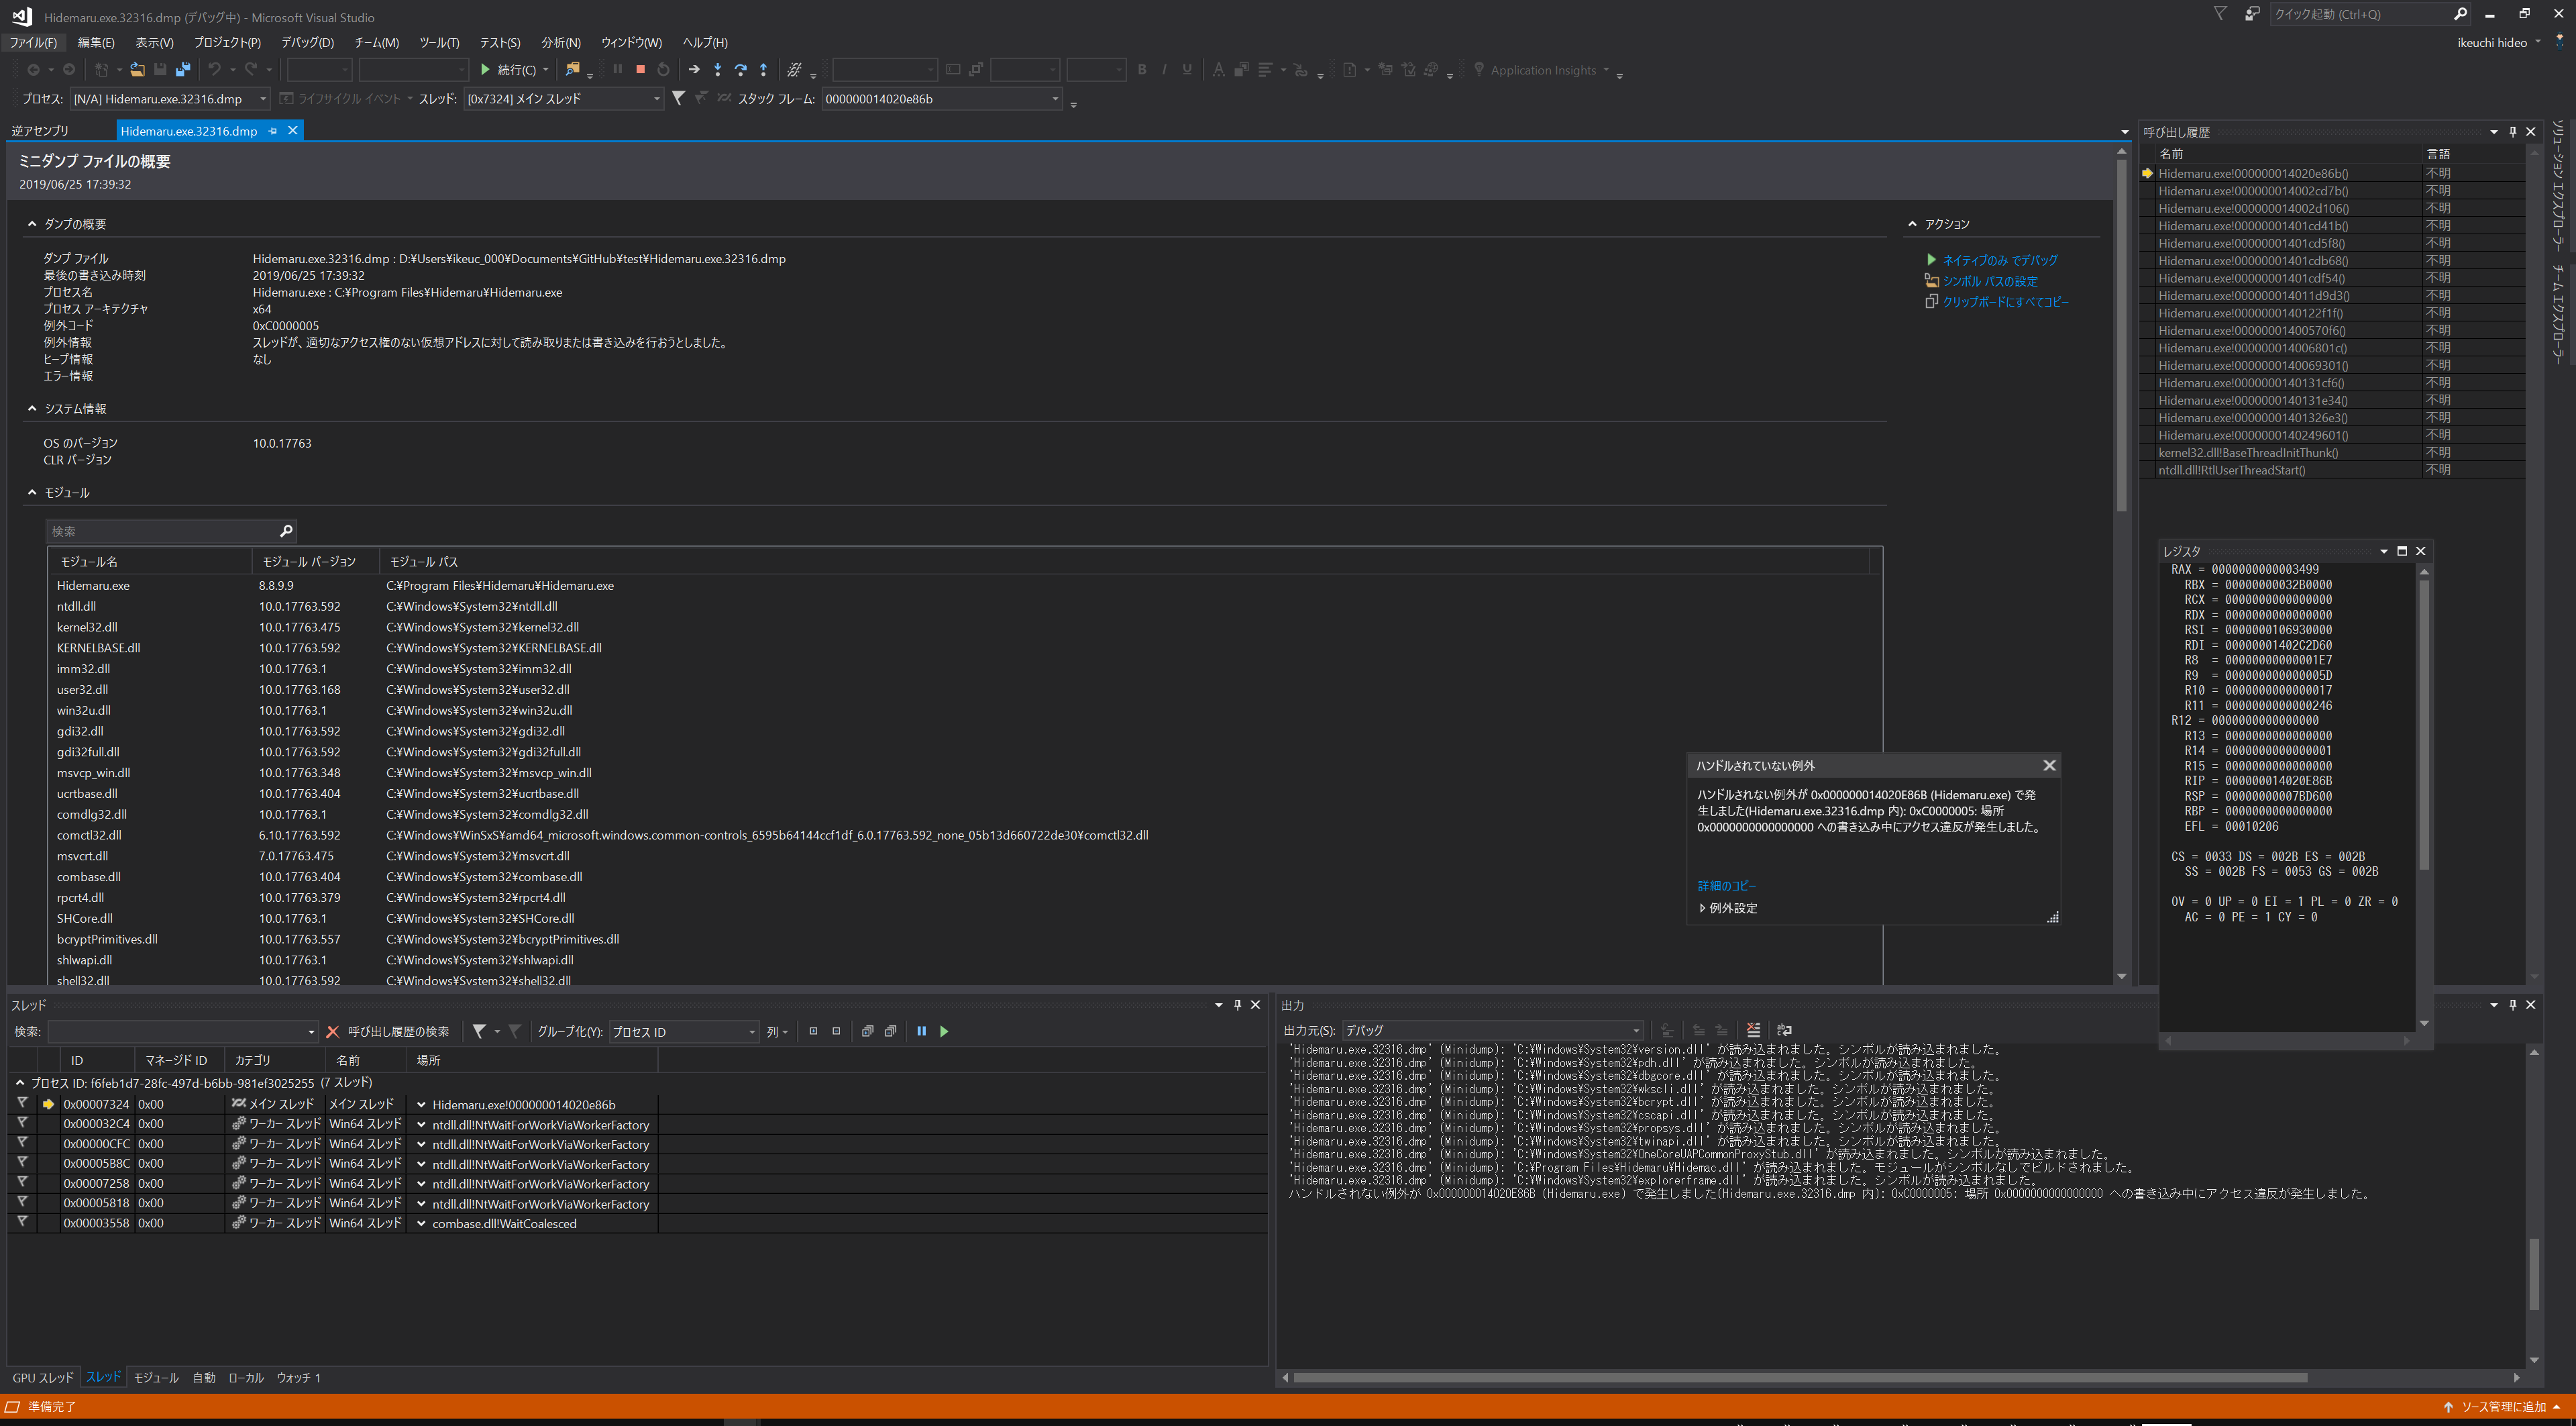 Hidemaru.exe.32316.dmp (デバッグ中) - Microsoft Visual Studio
クイック起動 (Ctrl+Q)
ファイル(F) 編集(E) 表示(V) プロジェクト(P) デバッグ(D) チーム(M) ツール(T) テスト(S) 分析(N) ウィンドウ(W) ヘルプ(H)
ikeuchi hideo
続行(C)
Application Insights
プロセス: [N/A] Hidemaru.exe.32316.dmp ライフサイクル イベント スレッド: [0x7324] メイン スレッド スタック フレーム: 000000014020e86b
逆アセンブリ Hidemaru.exe.32316.dmp
ミニダンプ ファイルの概要
2019/06/25 17:39:32
ダンプの概要
ダンプ ファイル Hidemaru.exe.32316.dmp : D:¥Users¥ikeuc_000¥Documents¥GitHub¥test¥Hidemaru.exe.32316.dmp
最後の書き込み時刻 2019/06/25 17:39:32
プロセス名 Hidemaru.exe : C:¥Program Files¥Hidemaru¥Hidemaru.exe
プロセス アーキテクチャ x64
例外コード 0xC0000005
例外情報 スレッドが、適切なアクセス権のない仮想アドレスに対して読み取りまたは書き込みを行おうとしました。
ヒープ情報 なし
エラー情報
システム情報
OS のバージョン 10.0.17763
CLR バージョン
モジュール
検索
モジュール名 モジュール バージョン モジュール パス
Hidemaru.exe 8.8.9.9 C:¥Program Files¥Hidemaru¥Hidemaru.exe
ntdll.dll 10.0.17763.592 C:¥Windows¥System32¥ntdll.dll
kernel32.dll 10.0.17763.475 C:¥Windows¥System32¥kernel32.dll
KERNELBASE.dll 10.0.17763.592 C:¥Windows¥System32¥KERNELBASE.dll
imm32.dll 10.0.17763.1 C:¥Windows¥System32¥imm32.dll
user32.dll 10.0.17763.168 C:¥Windows¥System32¥user32.dll
win32u.dll 10.0.17763.1 C:¥Windows¥System32¥win32u.dll
gdi32.dll 10.0.17763.592 C:¥Windows¥System32¥gdi32.dll
gdi32full.dll 10.0.17763.592 C:¥Windows¥System32¥gdi32full.dll
msvcp_win.dll 10.0.17763.348 C:¥Windows¥System32¥msvcp_win.dll
ucrtbase.dll 10.0.17763.404 C:¥Windows¥System32¥ucrtbase.dll
comdlg32.dll 10.0.17763.1 C:¥Windows¥System32¥comdlg32.dll
comctl32.dll 6.10.17763.592 C:¥Windows¥WinSxS¥amd64_microsoft.windows.common-controls_6595b64144ccf1df_6.0.17763.592_none_05b13d660722de30¥comctl32.dll
msvcrt.dll 7.0.17763.475 C:¥Windows¥System32¥msvcrt.dll
combase.dll 10.0.17763.404 C:¥Windows¥System32¥combase.dll
rpcrt4.dll 10.0.17763.379 C:¥Windows¥System32¥rpcrt4.dll
SHCore.dll 10.0.17763.1 C:¥Windows¥System32¥SHCore.dll
bcryptPrimitives.dll 10.0.17763.557 C:¥Windows¥System32¥bcryptPrimitives.dll
shlwapi.dll 10.0.17763.1 C:¥Windows¥System32¥shlwapi.dll
shell32.dll 10.0.17763.592 C:¥Windows¥System32¥shell32.dll
アクション
ネイティブのみ でデバッグ
シンボル パスの設定
クリップボードにすべてコピー
ハンドルされていない例外
ハンドルされない例外が 0x000000014020E86B (Hidemaru.exe) で発
生しました(Hidemaru.exe.32316.dmp 内): 0xC0000005: 場所
0x0000000000000000 への書き込み中にアクセス違反が発生しました。
詳細のコピー
例外設定
呼び出し履歴
名前 言語
Hidemaru.exe!000000014020e86b() 不明
Hidemaru.exe!000000014002cd7b() 不明
Hidemaru.exe!000000014002d106() 不明
Hidemaru.exe!00000001401cd41b() 不明
Hidemaru.exe!00000001401cd5f8() 不明
Hidemaru.exe!00000001401cdb68() 不明
Hidemaru.exe!00000001401cdf54() 不明
Hidemaru.exe!000000014011d9d3() 不明
Hidemaru.exe!0000000140122f1f() 不明
Hidemaru.exe!00000001400570f6() 不明
Hidemaru.exe!000000014006801c() 不明
Hidemaru.exe!0000000140069301() 不明
Hidemaru.exe!0000000140131cf6() 不明
Hidemaru.exe!0000000140131e34() 不明
Hidemaru.exe!00000001401326e3() 不明
Hidemaru.exe!0000000140249601() 不明
kernel32.dll!BaseThreadInitThunk() 不明
ntdll.dll!RtlUserThreadStart() 不明
ソリューション エクスプローラー
チーム エクスプローラー
レジスタ
RAX = 0000000000003499
RBX = 00000000032B0000
RCX = 0000000000000000
RDX = 0000000000000000
RSI = 0000000106930000
RDI = 00000001402C2D60
R8 = 00000000000001E7
R9 = 000000000000005D
R10 = 0000000000000017
R11 = 0000000000000246
R12 = 0000000000000000
R13 = 0000000000000000
R14 = 0000000000000001
R15 = 0000000000000000
RIP = 000000014020E86B
RSP = 00000000007BD600
RBP = 0000000000000000
EFL = 00010206
CS = 0033 DS = 002B ES = 002B
SS = 002B FS = 0053 GS = 002B
OV = 0 UP = 0 EI = 1 PL = 0 ZR = 0
AC = 0 PE = 1 CY = 0
スレッド
検索: 呼び出し履歴の検索 グループ化(Y): プロセス ID 列
ID マネージド ID カテゴリ 名前 場所
プロセス ID: f6feb1d7-28fc-497d-b6bb-981ef3025255 (7 スレッド)
0x00007324 0x00 メイン スレッド メイン スレッド Hidemaru.exe!000000014020e86b
0x000032C4 0x00 ワーカー スレッド Win64 スレッド ntdll.dll!NtWaitForWorkViaWorkerFactory
0x00000CFC 0x00 ワーカー スレッド Win64 スレッド ntdll.dll!NtWaitForWorkViaWorkerFactory
0x00005B8C 0x00 ワーカー スレッド Win64 スレッド ntdll.dll!NtWaitForWorkViaWorkerFactory
0x00007258 0x00 ワーカー スレッド Win64 スレッド ntdll.dll!NtWaitForWorkViaWorkerFactory
0x00005818 0x00 ワーカー スレッド Win64 スレッド ntdll.dll!NtWaitForWorkViaWorkerFactory
0x00003558 0x00 ワーカー スレッド Win64 スレッド combase.dll!WaitCoalesced
GPU スレッド スレッド モジュール 自動 ローカル ウォッチ 1
出力
出力元(S): デバッグ
'Hidemaru.exe.32316.dmp' (Minidump): 'C:¥Windows¥System32¥version.dll' が読み込まれました。シンボルが読み込まれました。
'Hidemaru.exe.32316.dmp' (Minidump): 'C:¥Windows¥System32¥pdh.dll' が読み込まれました。シンボルが読み込まれました。
'Hidemaru.exe.32316.dmp' (Minidump): 'C:¥Windows¥System32¥dbgcore.dll' が読み込まれました。シンボルが読み込まれました。
'Hidemaru.exe.32316.dmp' (Minidump): 'C:¥Windows¥System32¥wkscli.dll' が読み込まれました。シンボルが読み込まれました。
'Hidemaru.exe.32316.dmp' (Minidump): 'C:¥Windows¥System32¥bcrypt.dll' が読み込まれました。シンボルが読み込まれました。
'Hidemaru.exe.32316.dmp' (Minidump): 'C:¥Windows¥System32¥cscapi.dll' が読み込まれました。シンボルが読み込まれました。
'Hidemaru.exe.32316.dmp' (Minidump): 'C:¥Windows¥System32¥propsys.dll' が読み込まれました。シンボルが読み込まれました。
'Hidemaru.exe.32316.dmp' (Minidump): 'C:¥Windows¥System32¥twinapi.dll' が読み込まれました。シンボルが読み込まれました。
'Hidemaru.exe.32316.dmp' (Minidump): 'C:¥Windows¥System32¥OneCoreUAPCommonProxyStub.dll' が読み込まれました。シンボルが読み込まれました。
'Hidemaru.exe.32316.dmp' (Minidump): 'C:¥Program Files¥Hidemaru¥Hidemac.dll' が読み込まれました。モジュールがシンボルなしでビルドされました。
'Hidemaru.exe.32316.dmp' (Minidump): 'C:¥Windows¥System32¥explorerframe.dll' が読み込まれました。シンボルが読み込まれました。
ハンドルされない例外が 0x000000014020E86B (Hidemaru.exe) で発生しました(Hidemaru.exe.32316.dmp 内): 0xC0000005: 場所 0x0000000000000000 への書き込み中にアクセス違反が発生しました。
準備完了
ソース管理に追加